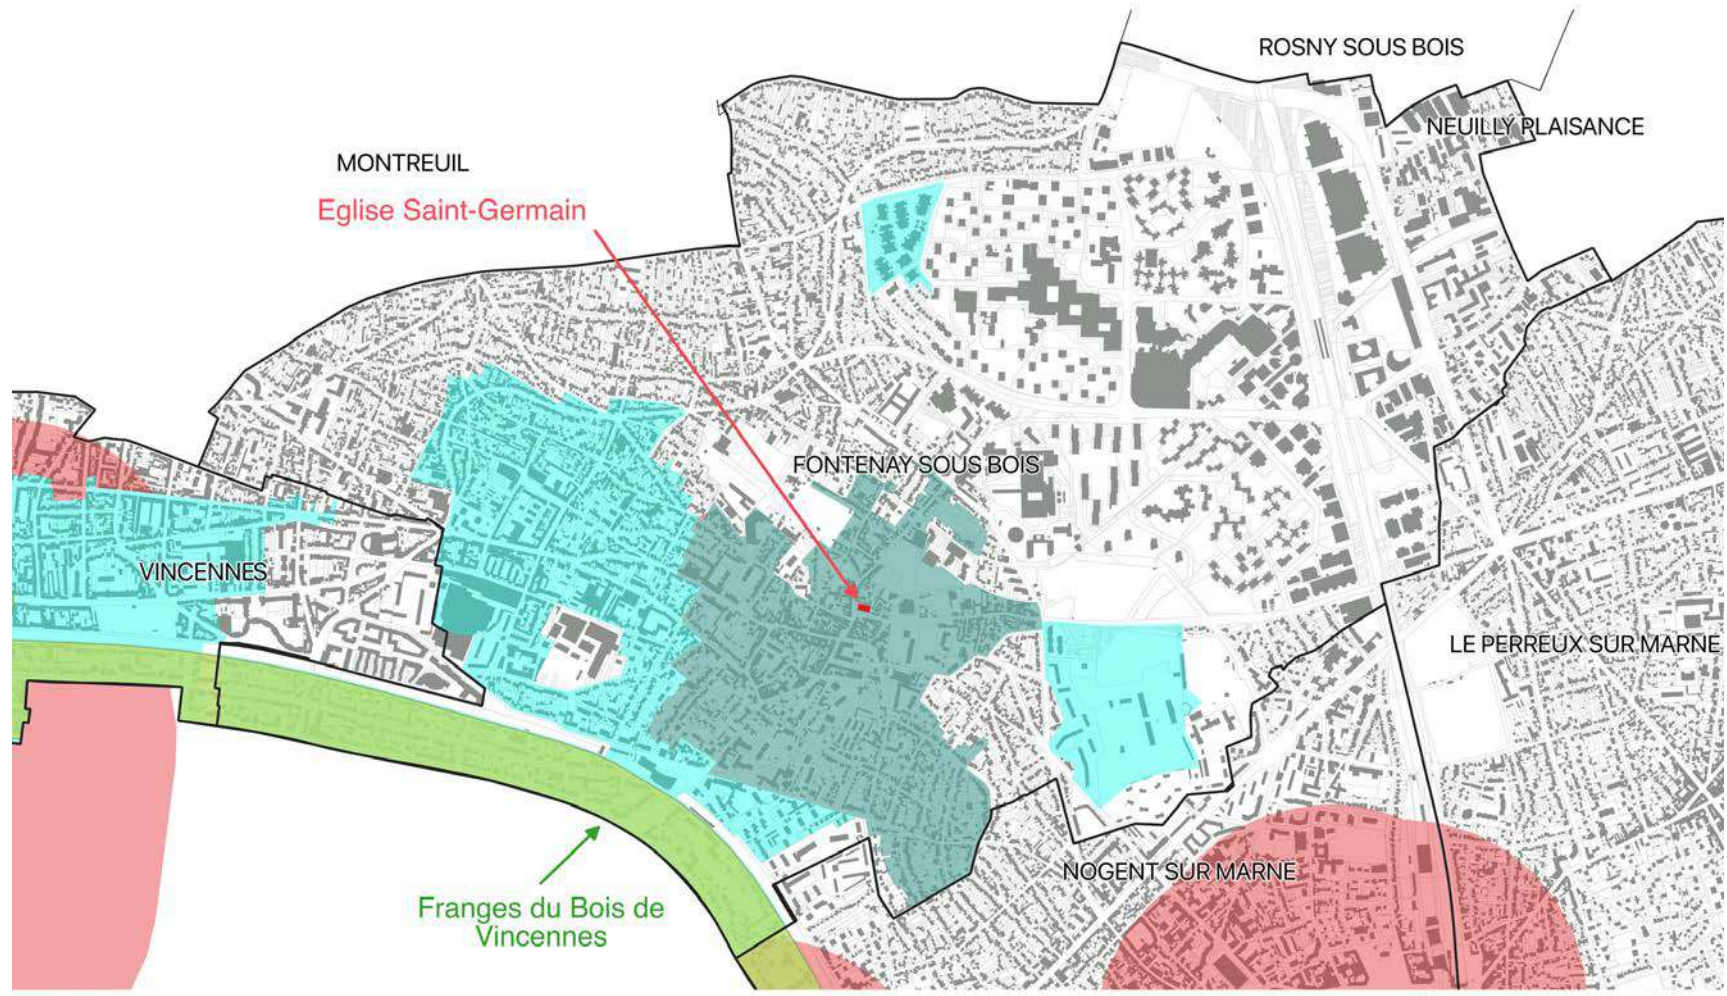 ROSNY SOUS BOIS
NEUILLY PLAISANCE
MONTREUIL
Eglise Saint-Germain
FONTENAY SOUS BOIS
VINCENNES
LE PERREUX SUR MARNE
NOGENT SUR MARNE
Franges du Bois de
Vincennes